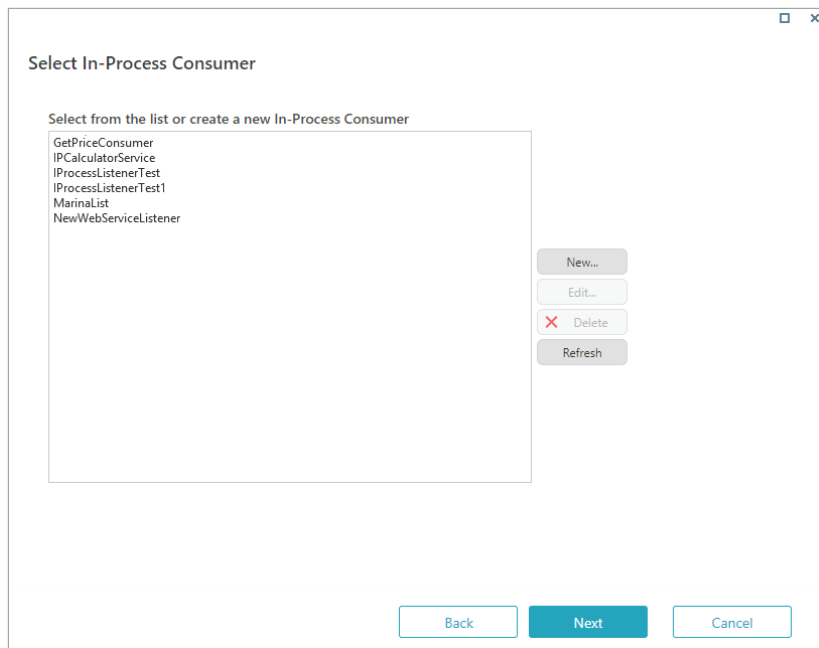 Select In-Process Consumer
Select from the list or create a new In-Process Consumer
GetPriceConsumer
IPCalculatorService
IProcessListenerTest
IProcessListenerTest1
MarinaList
NewWebServiceListener
New...
Edit...
Delete
Refresh
Back
Next
Cancel